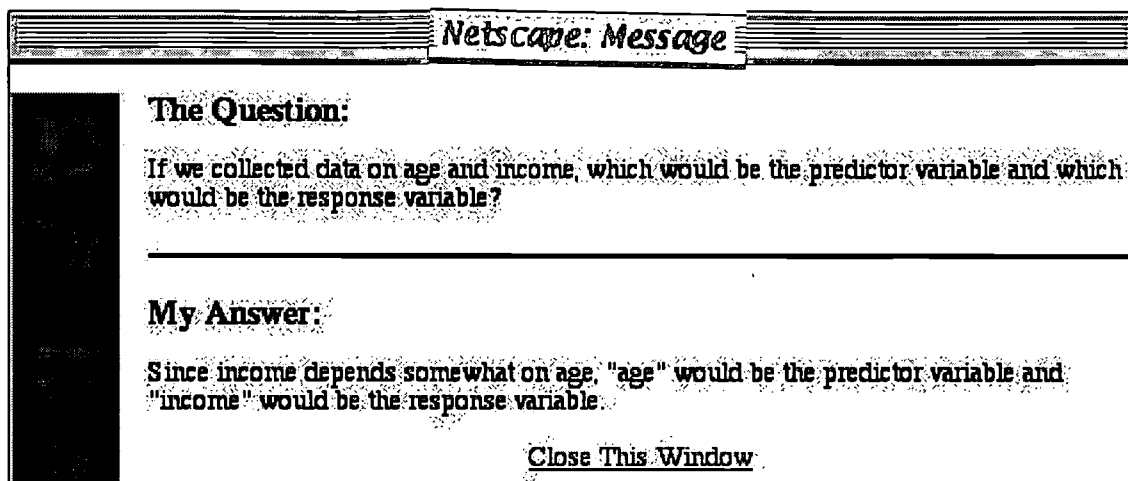 Netscape: Message
The Question:
If we collected data on age and income, which would be the predictor variable and which
would be the response variable?
My Answer:
Since income depends somewhat on age, "age" would be the predictor variable and
"income" would be the response variable.
Close This Window